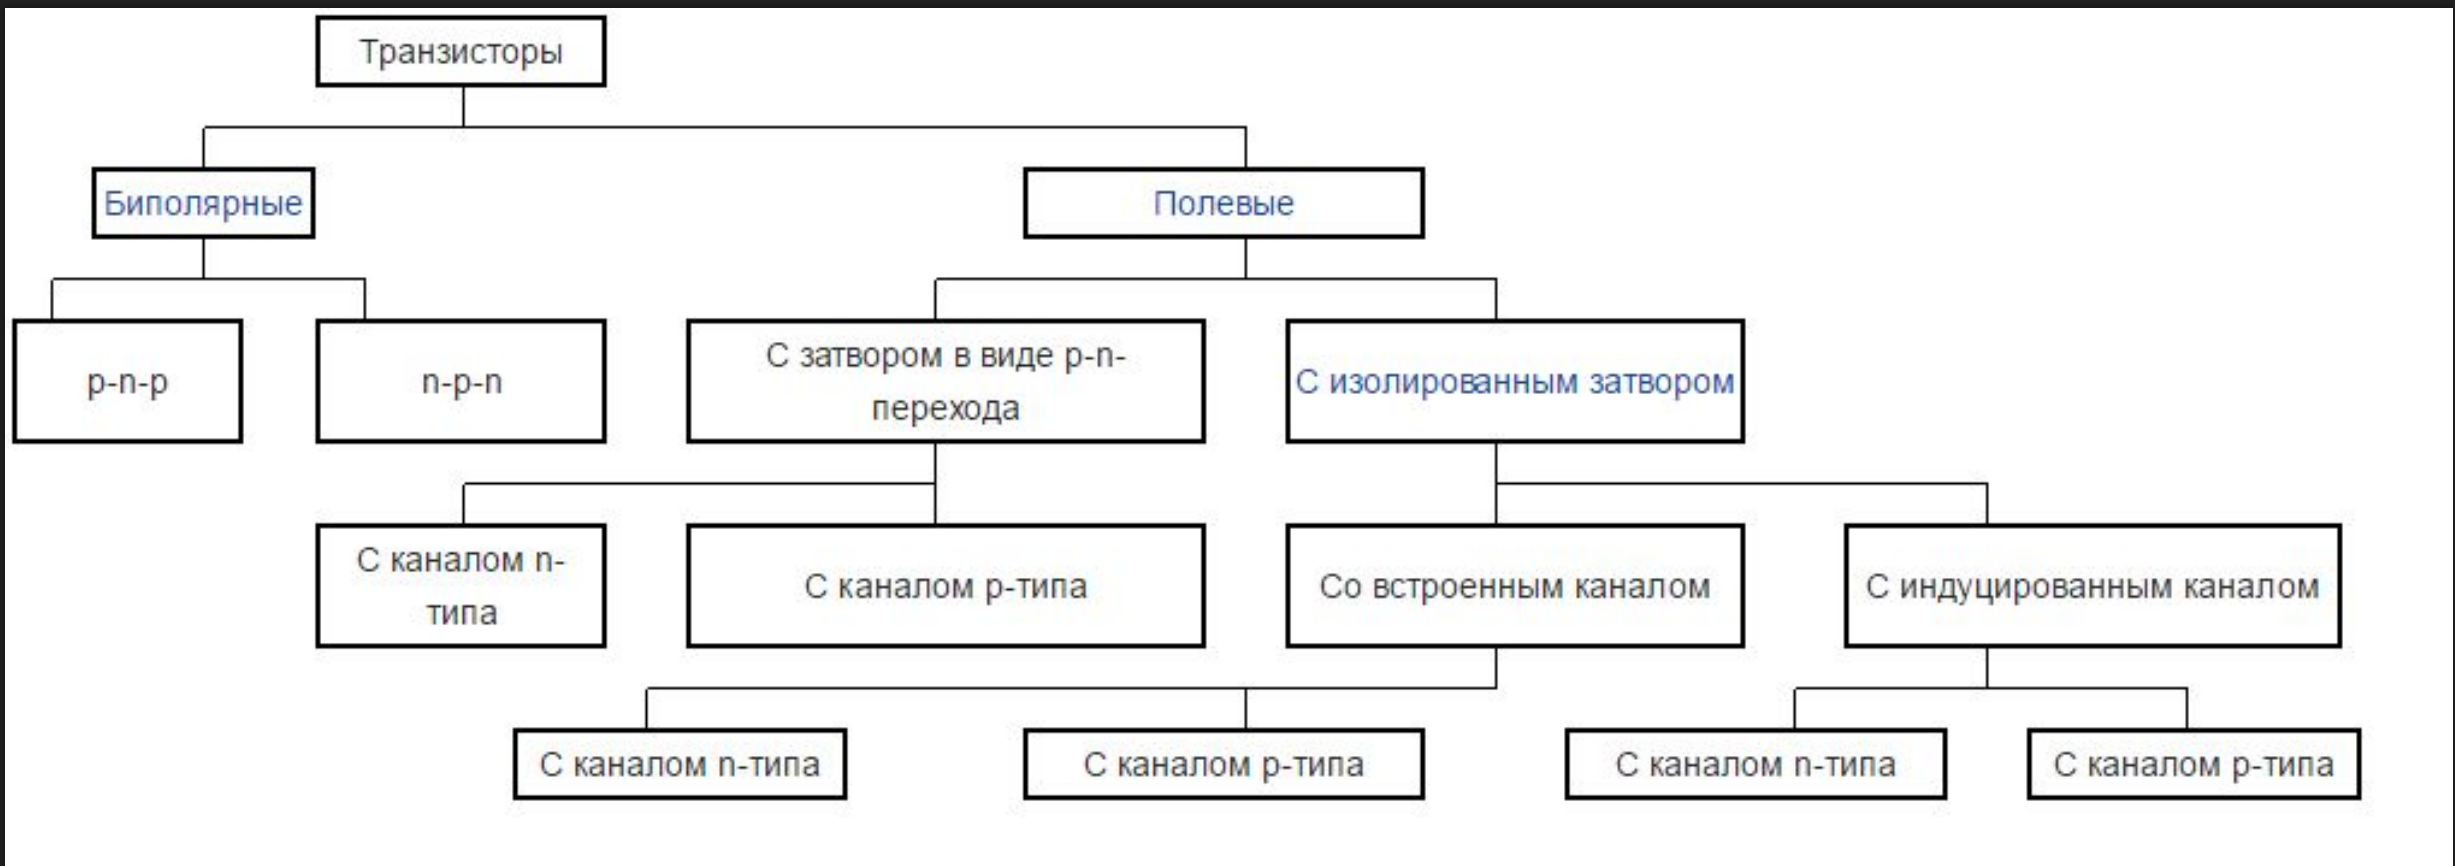 Транзисторы
Биполярные
Полевые
p-n-p
n-p-n
С затвором в виде p-n-
перехода
С изолированным затвором
С каналом n-
типа
С каналом p-типа
Со встроенным каналом
С индуцированным каналом
С каналом n-типа
С каналом p-типа
С каналом n-типа
С каналом p-типа